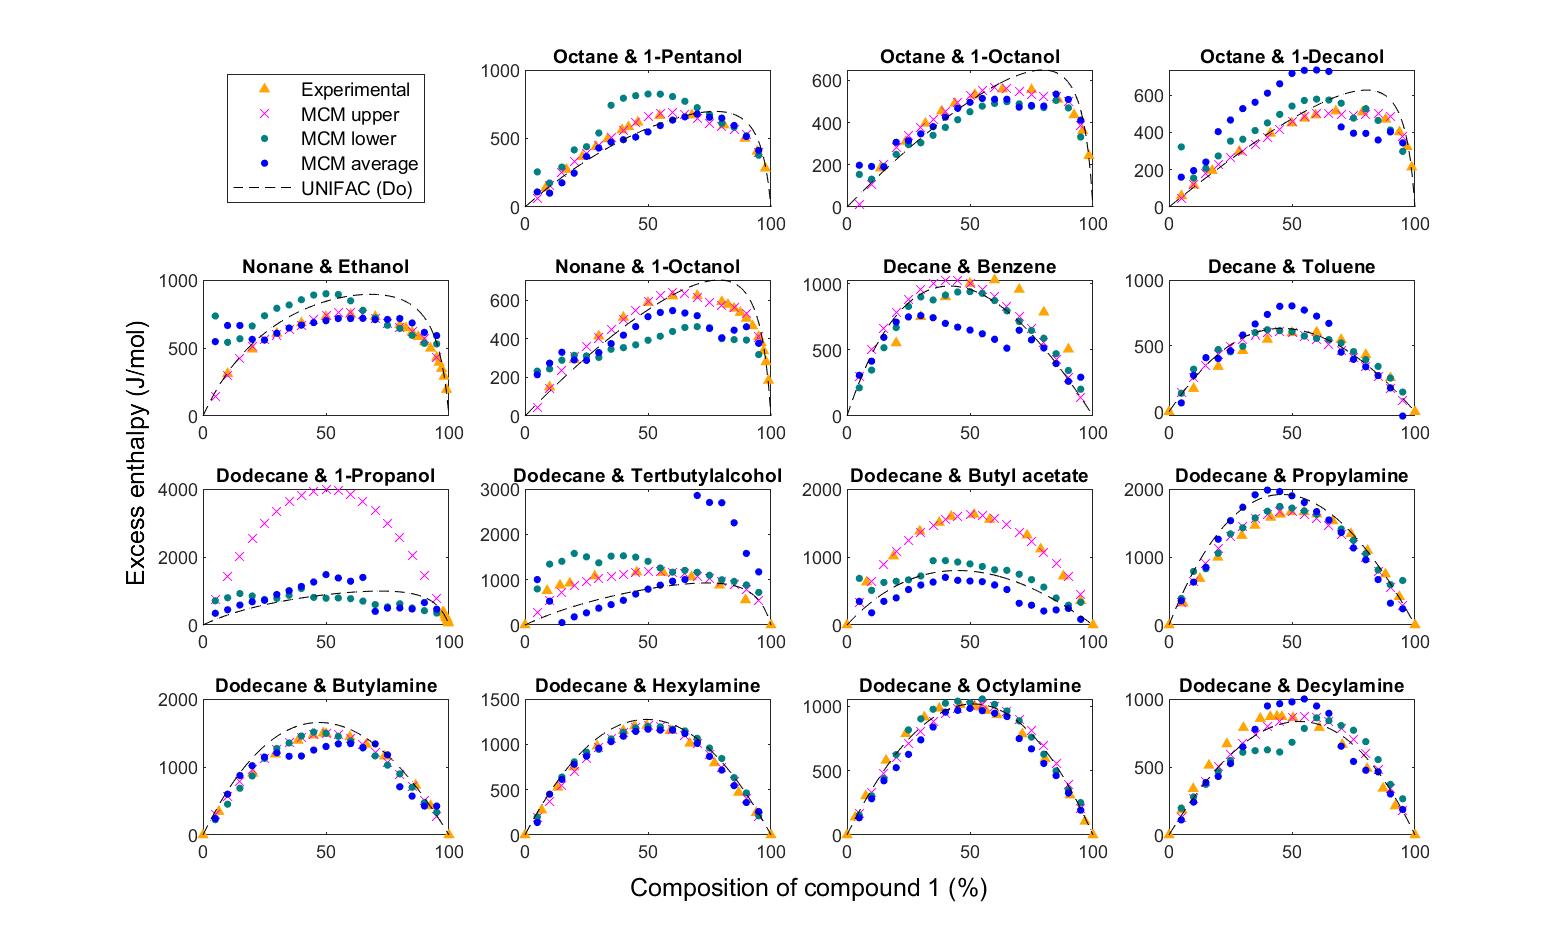 Octane & 1-Pentanol
Octane & 1-Octanol
Octane & 1-Decanol
Experimental
MCM upper
MCM lower
MCM average
UNIFAC (Do)
1000
500
0
0 50 100
600
400
200
0
0 50 100
600
400
200
0
0 50 100
Nonane & Ethanol
Nonane & 1-Octanol
Decane & Benzene
Decane & Toluene
1000
500
0
0 50 100
600
400
200
0
0 50 100
1000
500
0
0 50 100
1000
500
0
0 50 100
Excess enthalpy (J/mol)
Dodecane & 1-Propanol
Dodecane & Tertbutylalcohol
Dodecane & Butyl acetate
Dodecane & Propylamine
4000
2000
0
0 50 100
3000
2000
1000
0
0 50 100
2000
1000
0
0 50 100
2000
1000
0
0 50 100
Dodecane & Butylamine
Dodecane & Hexylamine
Dodecane & Octylamine
Dodecane & Decylamine
2000
1000
0
0 50 100
1500
1000
500
0
0 50 100
1000
500
0
0 50 100
1000
500
0
0 50 100
Composition of compound 1 (%)